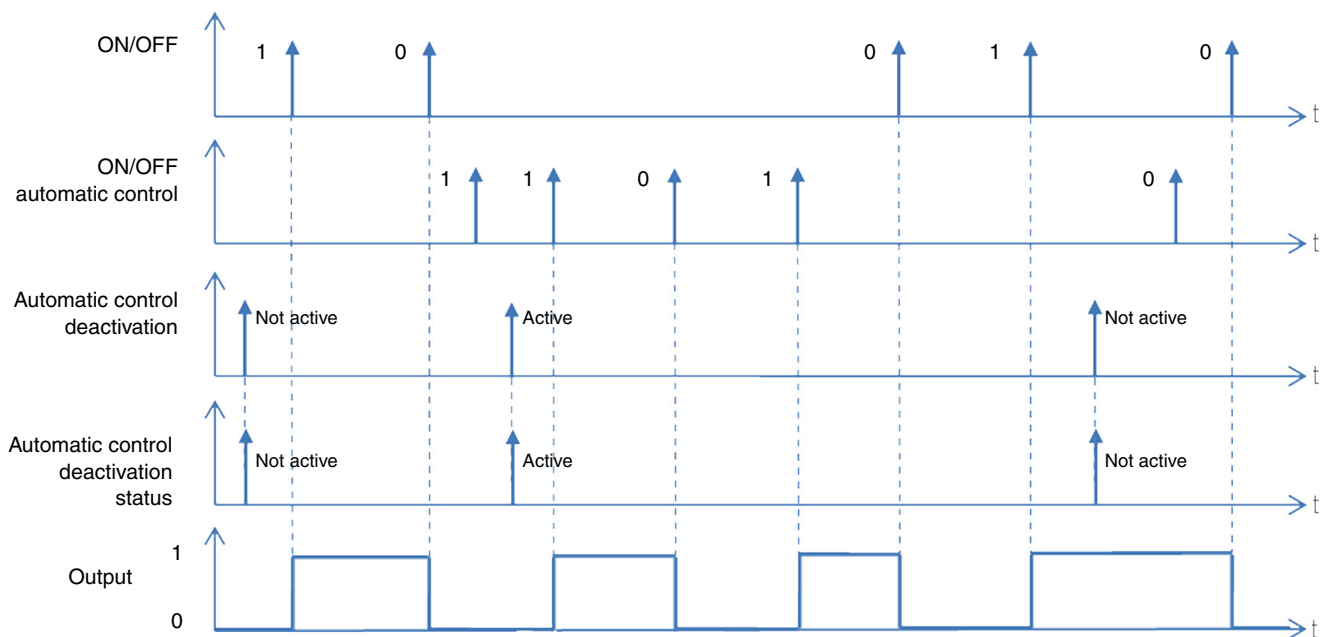 ON/OFF
1 0 0 1 0
t
ON/OFF
automatic control
1 1 0 1 0
t
Automatic control
deactivation
Not active Active Not active
t
Automatic control
deactivation
status
Not active Active Not active
t
1
Output
0
t